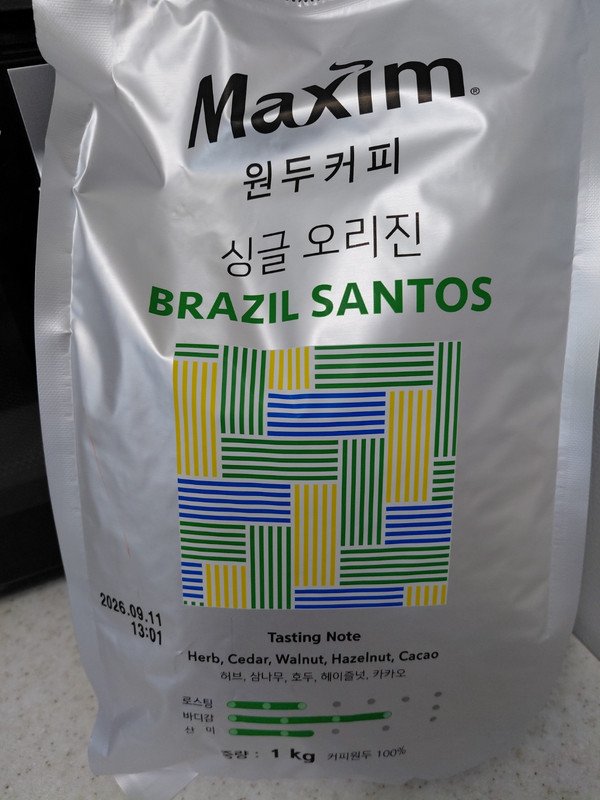 Maxim®
원두커피
싱글 오리진
BRAZIL SANTOS
2026.09.11
13:01
Tasting Note
Herb, Cedar, Walnut, Hazelnut, Cacao
허브, 삼나무, 호두, 헤이즐넛, 카카오
로스팅
바디감
산 미
중량 : 1 kg 커피원두 100%